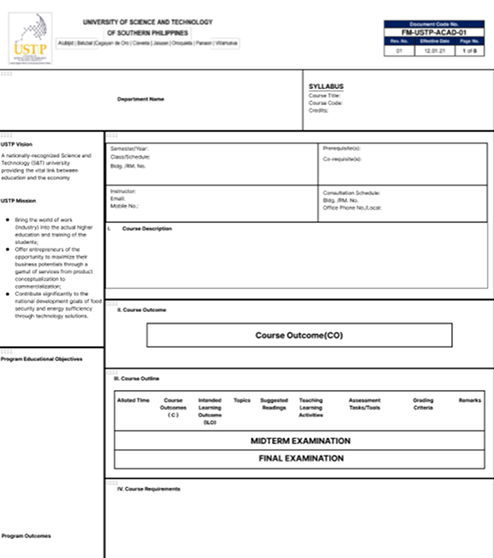 USTP
UNIVERSITY OF SCIENCE AND TECHNOLOGY
OF SOUTHERN PHILIPPINES
Alubijid | Balubal | Cagayan de Oro | Claveria | Jasaan | Oroquieta | Panaon | Villanueva
Document Code No.
FM-USTP-ACAD-01
Rev. No. Effective Date Page No.
01 12.01.21 1 of 8
Department Name
SYLLABUS
Course Title:
Course Code:
Credits:
USTP Vision
A nationally-recognized Science and
Technology (S&T) university
providing the vital link between
education and the economy
USTP Mission
● Bring the world of work
(Industry) into the actual higher
education and training of the
students;
● Offer entrepreneurs of the
opportunity to maximize their
business potentials through a
gamut of services from product
conceptualization to
commercialization;
● Contribute significantly to the
national development goals of food
security and energy sufficiency
through technology solutions.
Program Educational Objectives
Program Outcomes
Semester/Year:
Class/Schedule:
Bldg. /RM. No.
Prerequisite(s):
Co-requisite(s):
Instructor:
Email:
Mobile No.:
Consultation Schedule:
Bldg. /RM. No:
Office Phone No./Local:
I. Course Description
II. Course Outcome
Course Outcome(CO)
III. Course Outline
Alloted Time Course Outcomes ( C ) Intended Learning Outcome (ILO) Topics Suggested Readings Teaching Learning Activities Assessment Tasks/Tools Grading Criteria Remarks
MIDTERM EXAMINATION
FINAL EXAMINATION
IV. Course Requirements